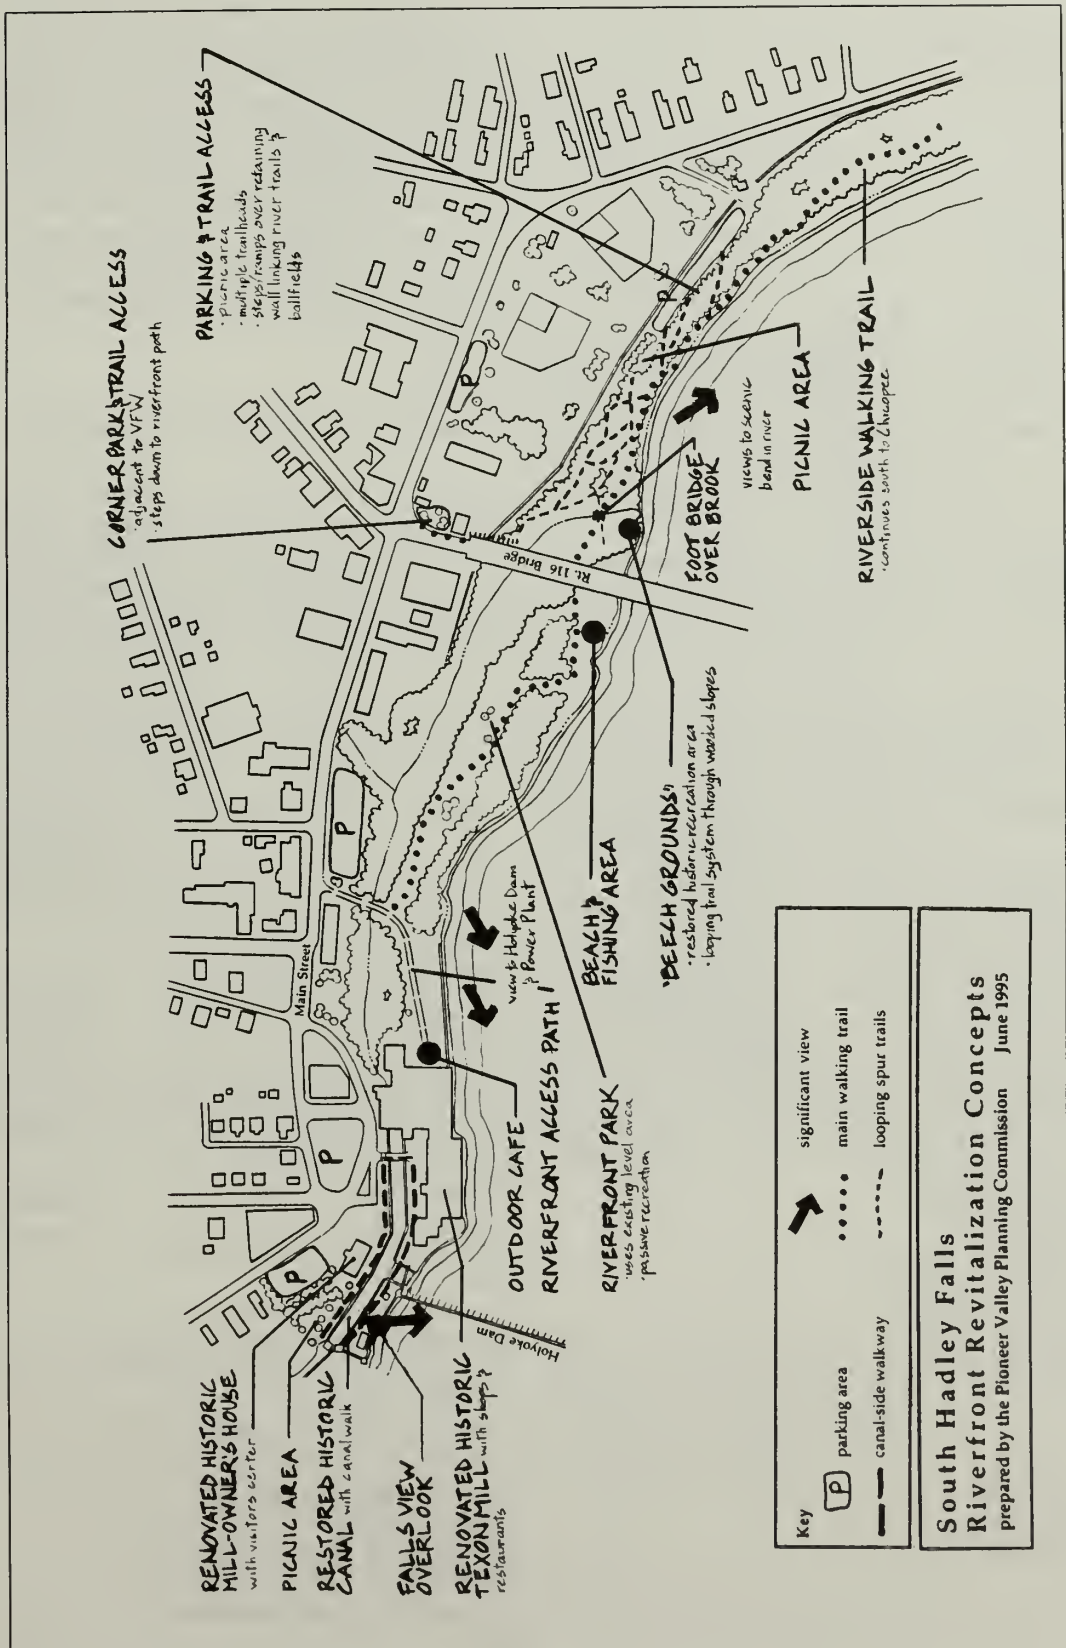 RENOVATED HISTORIC
MILL-OWNER'S HOUSE
with visitors center
PICNIC AREA
RESTORED HISTORIC
CANAL with canal walk
FALLS VIEW
OVERLOOK
RENOVATED HISTORIC
TEXON MILL with shops &
restaurants
OUTDOOR CAFE
RIVERFRONT ACCESS PATH
RIVERFRONT PARK
· uses existing level area
· passive recreation
view to Holyoke Dam
& Power Plant
BEACH &
FISHING AREA
"BEECH GROUNDS"
· restored historic recreation area
· looping trail system through wooded slopes
CORNER PARK & TRAIL ACCESS
· adjacent to VFW
· steps down to riverfront path
PARKING & TRAIL ACCESS
· picnic area
· multiple trailheads
· steps/ramps over retaining
wall linking river trails &
ballfields
FOOT BRIDGE
OVER BROOK
views to scenic
bend in river
PICNIC AREA
RIVERSIDE WALKING TRAIL
· continues south to Chicopee
Main Street
Rt. 116 Bridge
Holyoke Dam
P
P
P
P
P
Key
P parking area
significant view
main walking trail
canal-side walkway
looping spur trails
South Hadley Falls
Riverfront Revitalization Concepts
prepared by the Pioneer Valley Planning Commission June 1995